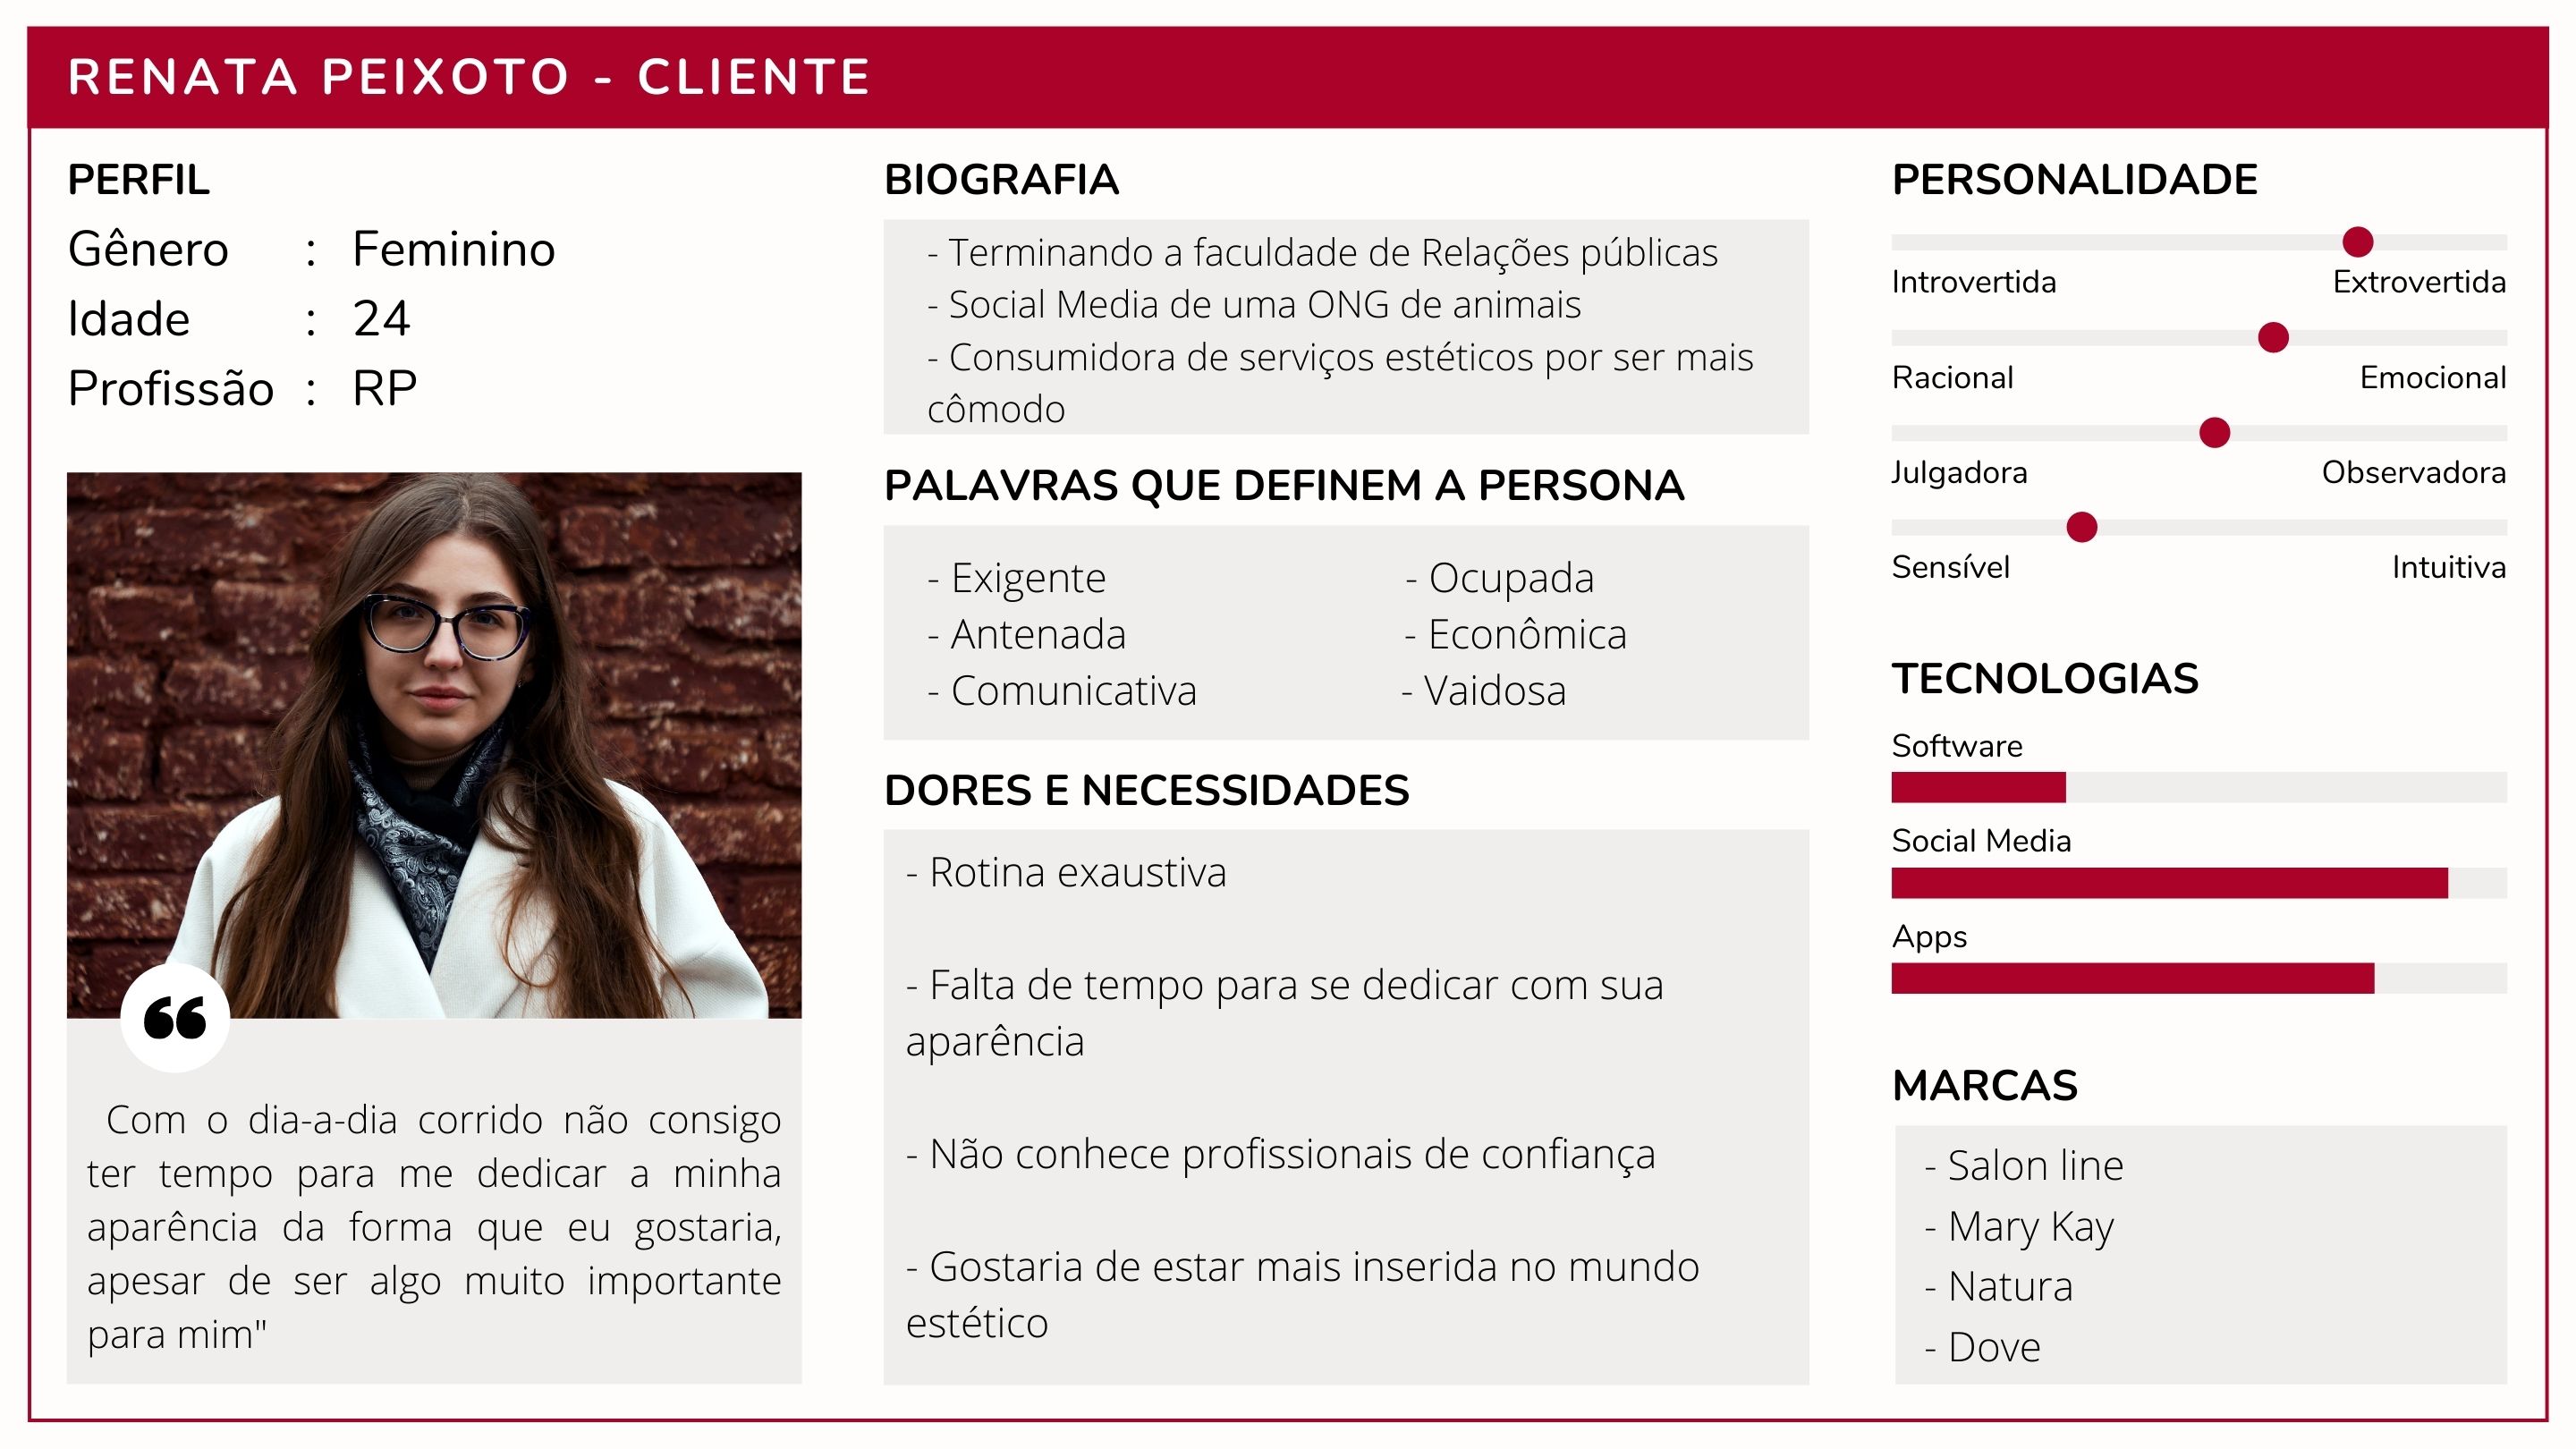 RENATA PEIXOTO - CLIENTE
PERFIL
Gênero : Feminino
Idade : 24
Profissão : RP
“
Com o dia-a-dia corrido não consigo
ter tempo para me dedicar a minha
aparência da forma que eu gostaria,
apesar de ser algo muito importante
para mim"
BIOGRAFIA
- Terminando a faculdade de Relações públicas
- Social Media de uma ONG de animais
- Consumidora de serviços estéticos por ser mais
cômodo
PALAVRAS QUE DEFINEM A PERSONA
- Exigente - Ocupada
- Antenada - Econômica
- Comunicativa - Vaidosa
DORES E NECESSIDADES
- Rotina exaustiva
- Falta de tempo para se dedicar com sua
aparência
- Não conhece profissionais de confiança
- Gostaria de estar mais inserida no mundo
estético
PERSONALIDADE
Introvertida Extrovertida
Racional Emocional
Julgadora Observadora
Sensível Intuitiva
TECNOLOGIAS
Software
Social Media
Apps
MARCAS
- Salon line
- Mary Kay
- Natura
- Dove